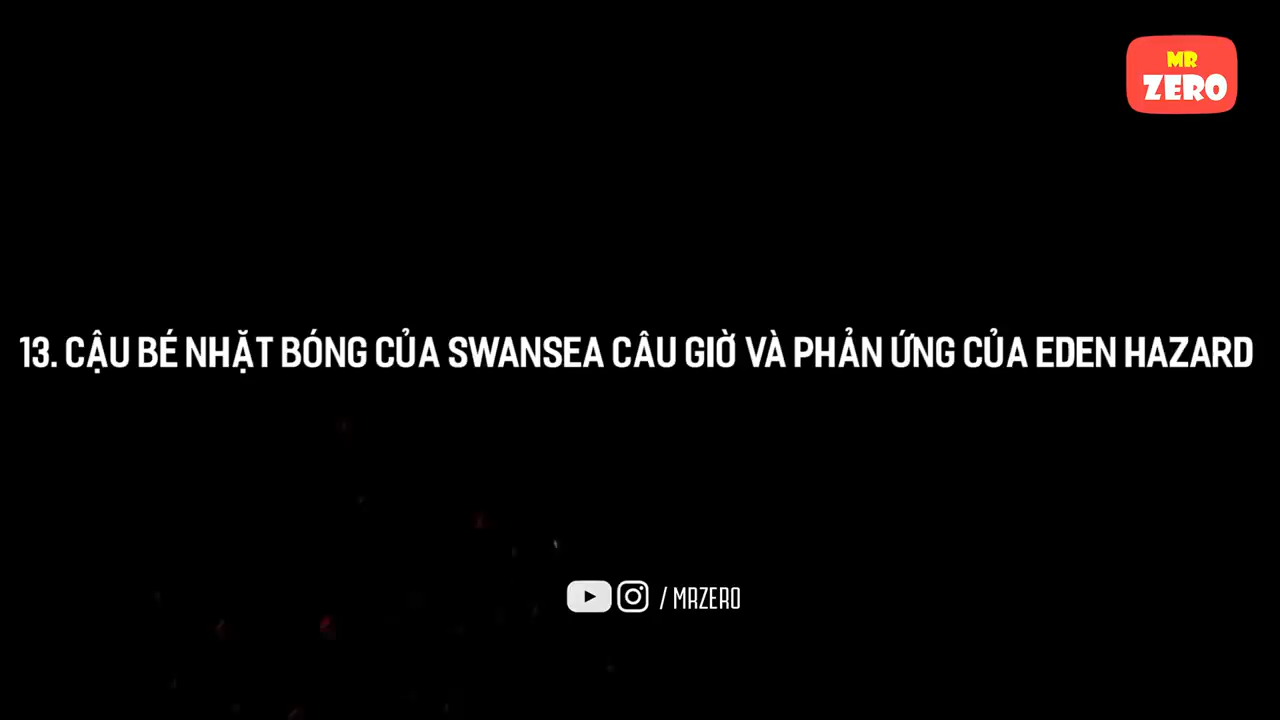 MR
ZERO
13. CẬU BÉ NHẶT BÓNG CỦA SWANSEA CÂU GIỜ VÀ PHẢN ỨNG CỦA EDEN HAZARD
/ MRZERO